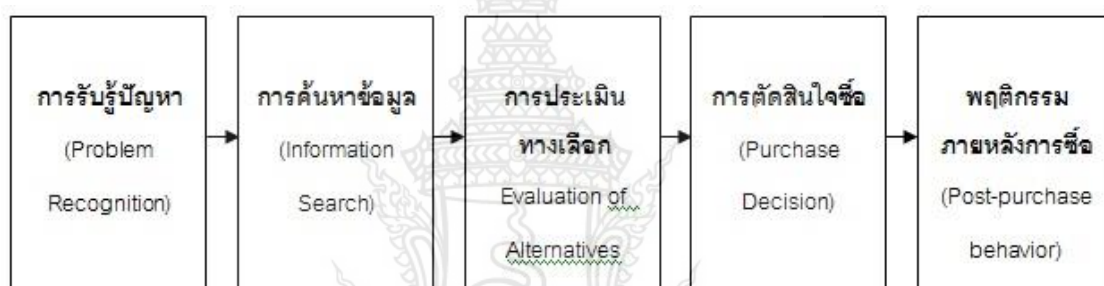 การรับรู้ปัญหา
(Problem
Recognition)
การค้นหาข้อมูล
(Information
Search)
การประเมิน
ทางเลือก
Evaluation of
Alternatives
การตัดสินใจซื้อ
(Purchase
Decision)
พฤติกรรม
ภายหลังการซื้อ
(Post-purchase
behavior)